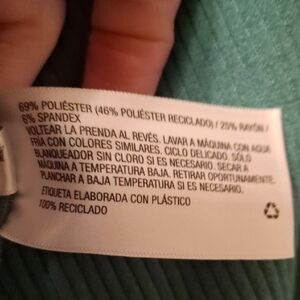 69% POLIÉSTER (46% POLIÉSTER RECICLADO) / 25% RAYÓN /
6% SPANDEX
VOLTEAR LA PRENDA AL REVÉS. LAVAR A MÁQUINA CON AGUA
FRÍA CON COLORES SIMILARES. CICLO DELICADO. SÓLO
BLANQUEADOR SIN CLORO SI ES NECESARIO. SECAR A
MÁQUINA A TEMPERATURA BAJA. RETIRAR OPORTUNAMENTE.
PLANCHAR A BAJA TEMPERATURA SI ES NECESARIO.
ETIQUETA ELABORADA CON PLÁSTICO
100% RECICLADO